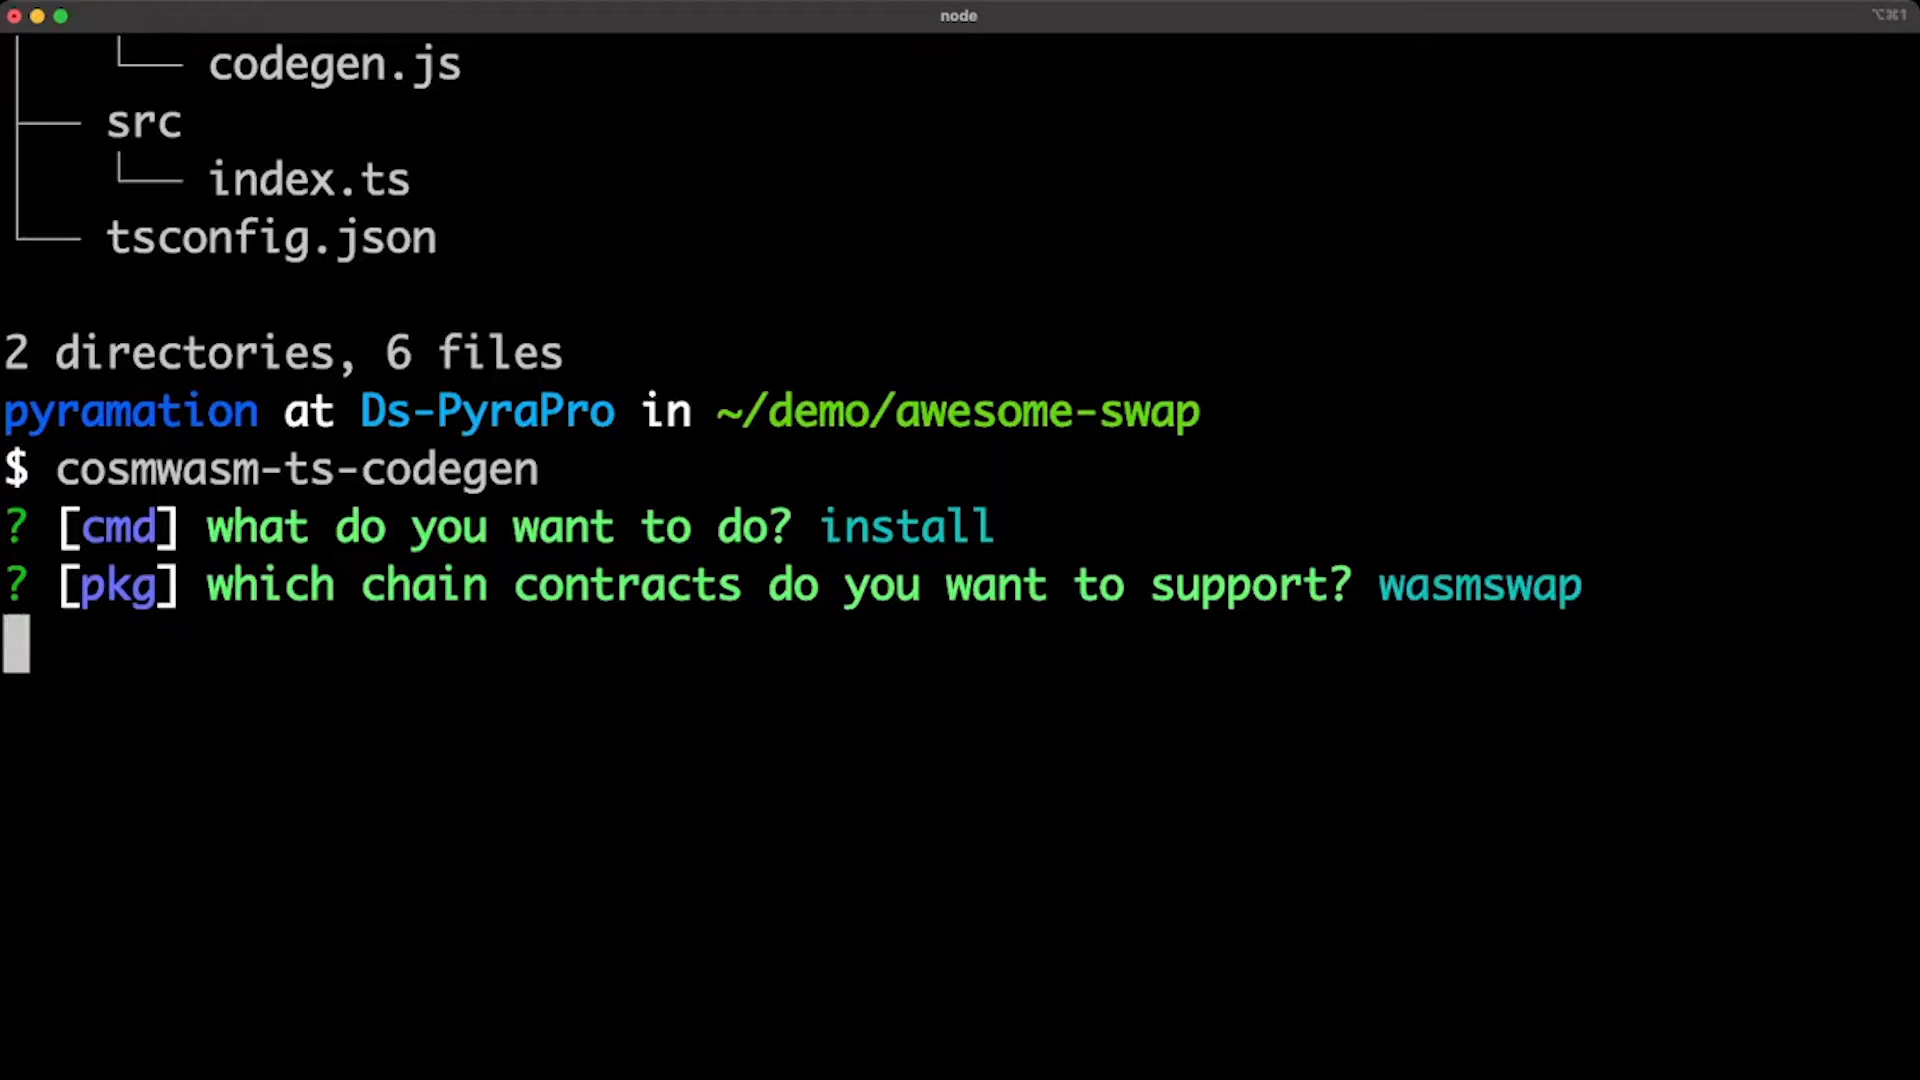 node
⌥⌘1
└── codegen.js
├── src
│   └── index.ts
└── tsconfig.json
2 directories, 6 files
pyramation at Ds-PyraPro in ~/demo/awesome-swap
$ cosmwasm-ts-codegen
? [cmd] what do you want to do? install
? [pkg] which chain contracts do you want to support? wasmswap